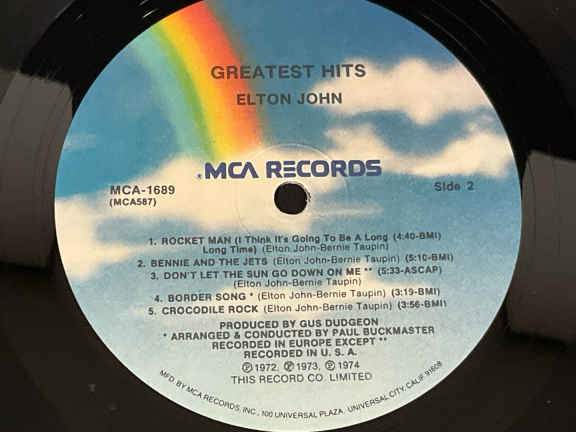 GREATEST HITS
ELTON JOHN
MCA RECORDS
MCA-1689
(MCA587)
Side 2
1. ROCKET MAN (I Think It's Going To Be A Long (4:40-BMI)
Long Time) (Elton John-Bernie Taupin)
2. BENNIE AND THE JETS (Elton John-Bernie Taupin) (5:10-BMI)
3. DON'T LET THE SUN GO DOWN ON ME ** (5:33-ASCAP)
(Elton John-Bernie Taupin)
4. BORDER SONG * (Elton John-Bernie Taupin) (3:19-BMI)
5. CROCODILE ROCK (Elton John-Bernie Taupin) (3:56-BMI)
PRODUCED BY GUS DUDGEON
* ARRANGED & CONDUCTED BY PAUL BUCKMASTER
RECORDED IN EUROPE EXCEPT **
RECORDED IN U. S. A.
℗ 1972, ℗ 1973, ℗ 1974
THIS RECORD CO. LIMITED
MFD. BY MCA RECORDS, INC., 100 UNIVERSAL PLAZA, UNIVERSAL CITY, CALIF. 91608